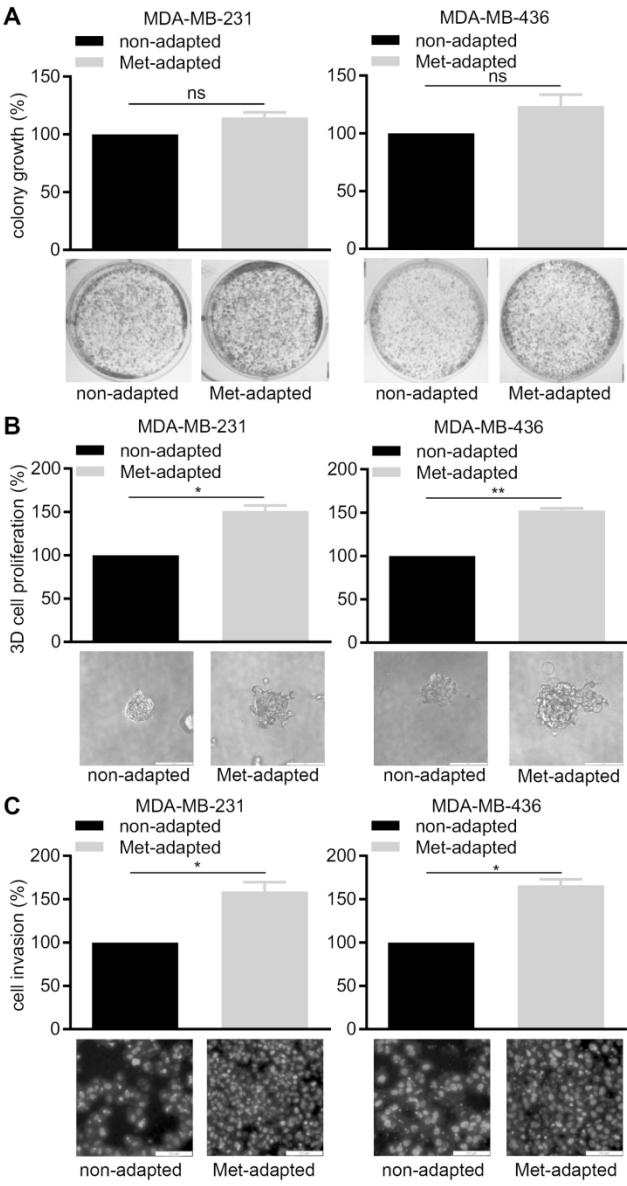 A
MDA-MB-231
MDA-MB-436
non-adapted
Met-adapted
non-adapted
Met-adapted
colony growth (%)
150
100
50
0
ns
150
100
50
0
ns
non-adapted
Met-adapted
non-adapted
Met-adapted
B
MDA-MB-231
MDA-MB-436
non-adapted
Met-adapted
non-adapted
Met-adapted
3D cell proliferation (%)
200
150
100
50
0
*
200
150
100
50
0
**
non-adapted
Met-adapted
non-adapted
Met-adapted
C
MDA-MB-231
MDA-MB-436
non-adapted
Met-adapted
non-adapted
Met-adapted
cell invasion (%)
200
150
100
50
0
*
200
150
100
50
0
*
non-adapted
Met-adapted
non-adapted
Met-adapted